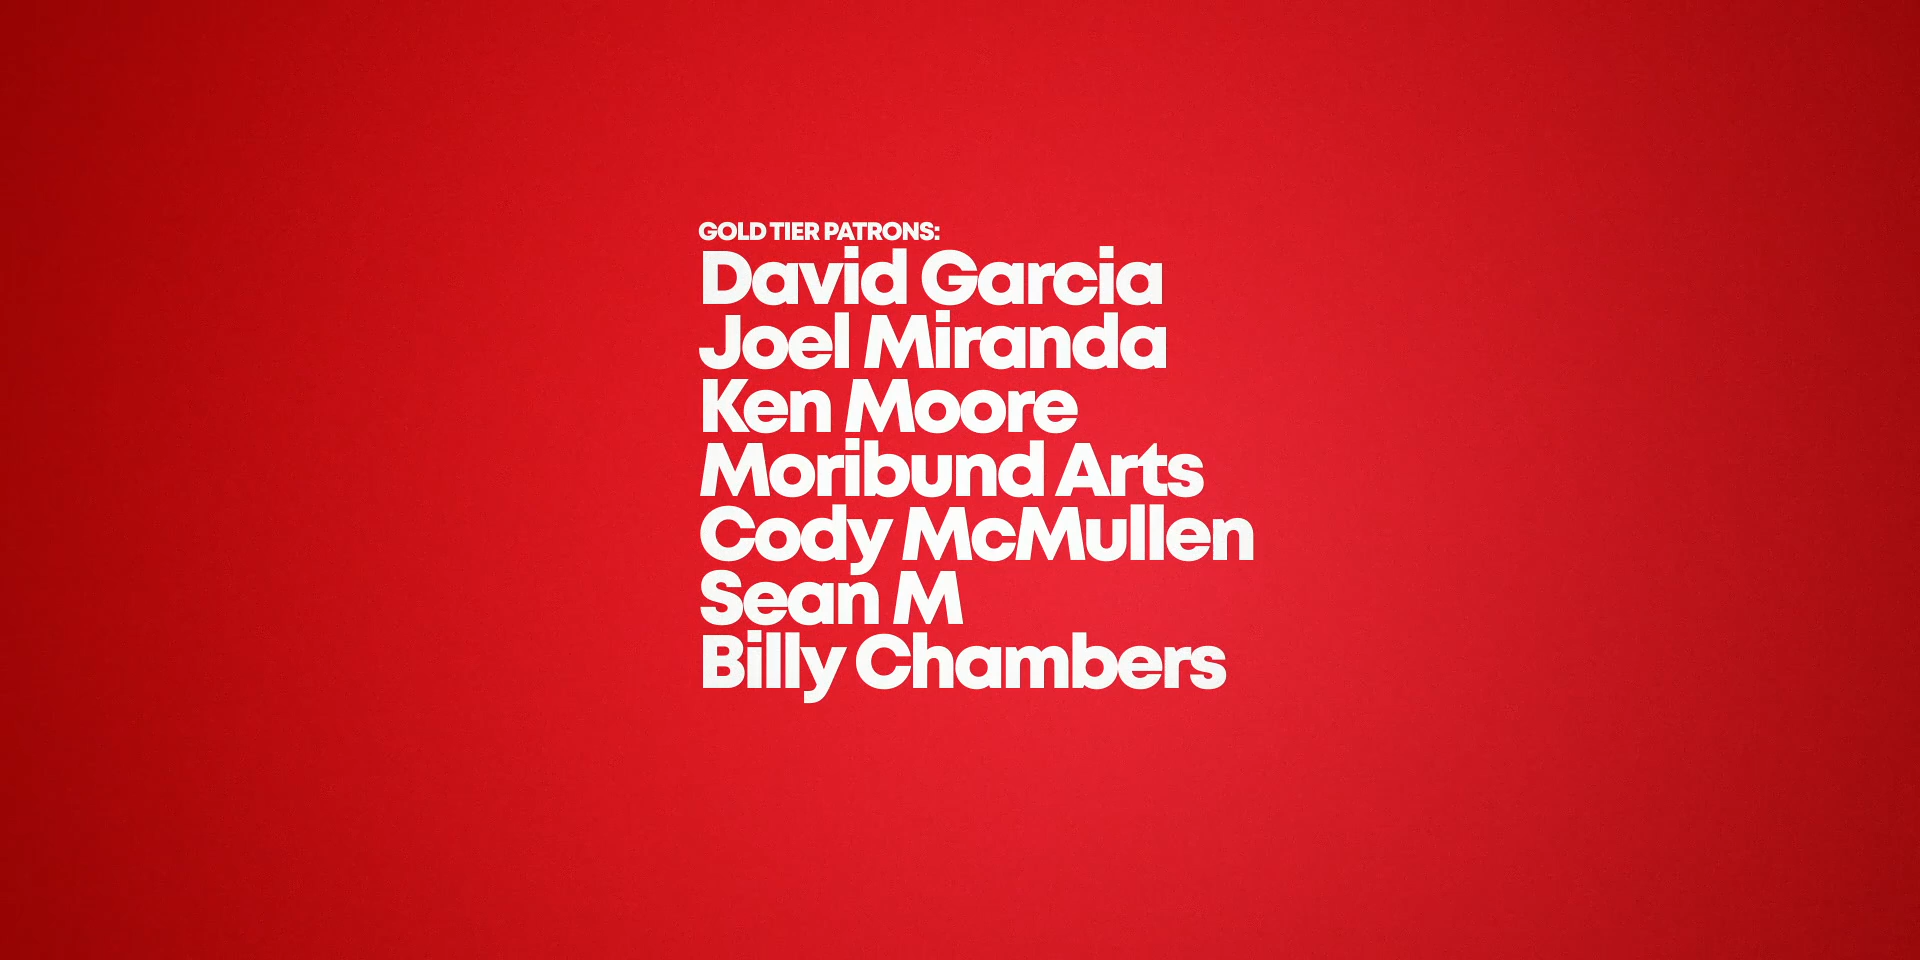 GOLD TIER PATRONS:
David Garcia
Joel Miranda
Ken Moore
Moribund Arts
Cody McMullen
Sean M
Billy Chambers